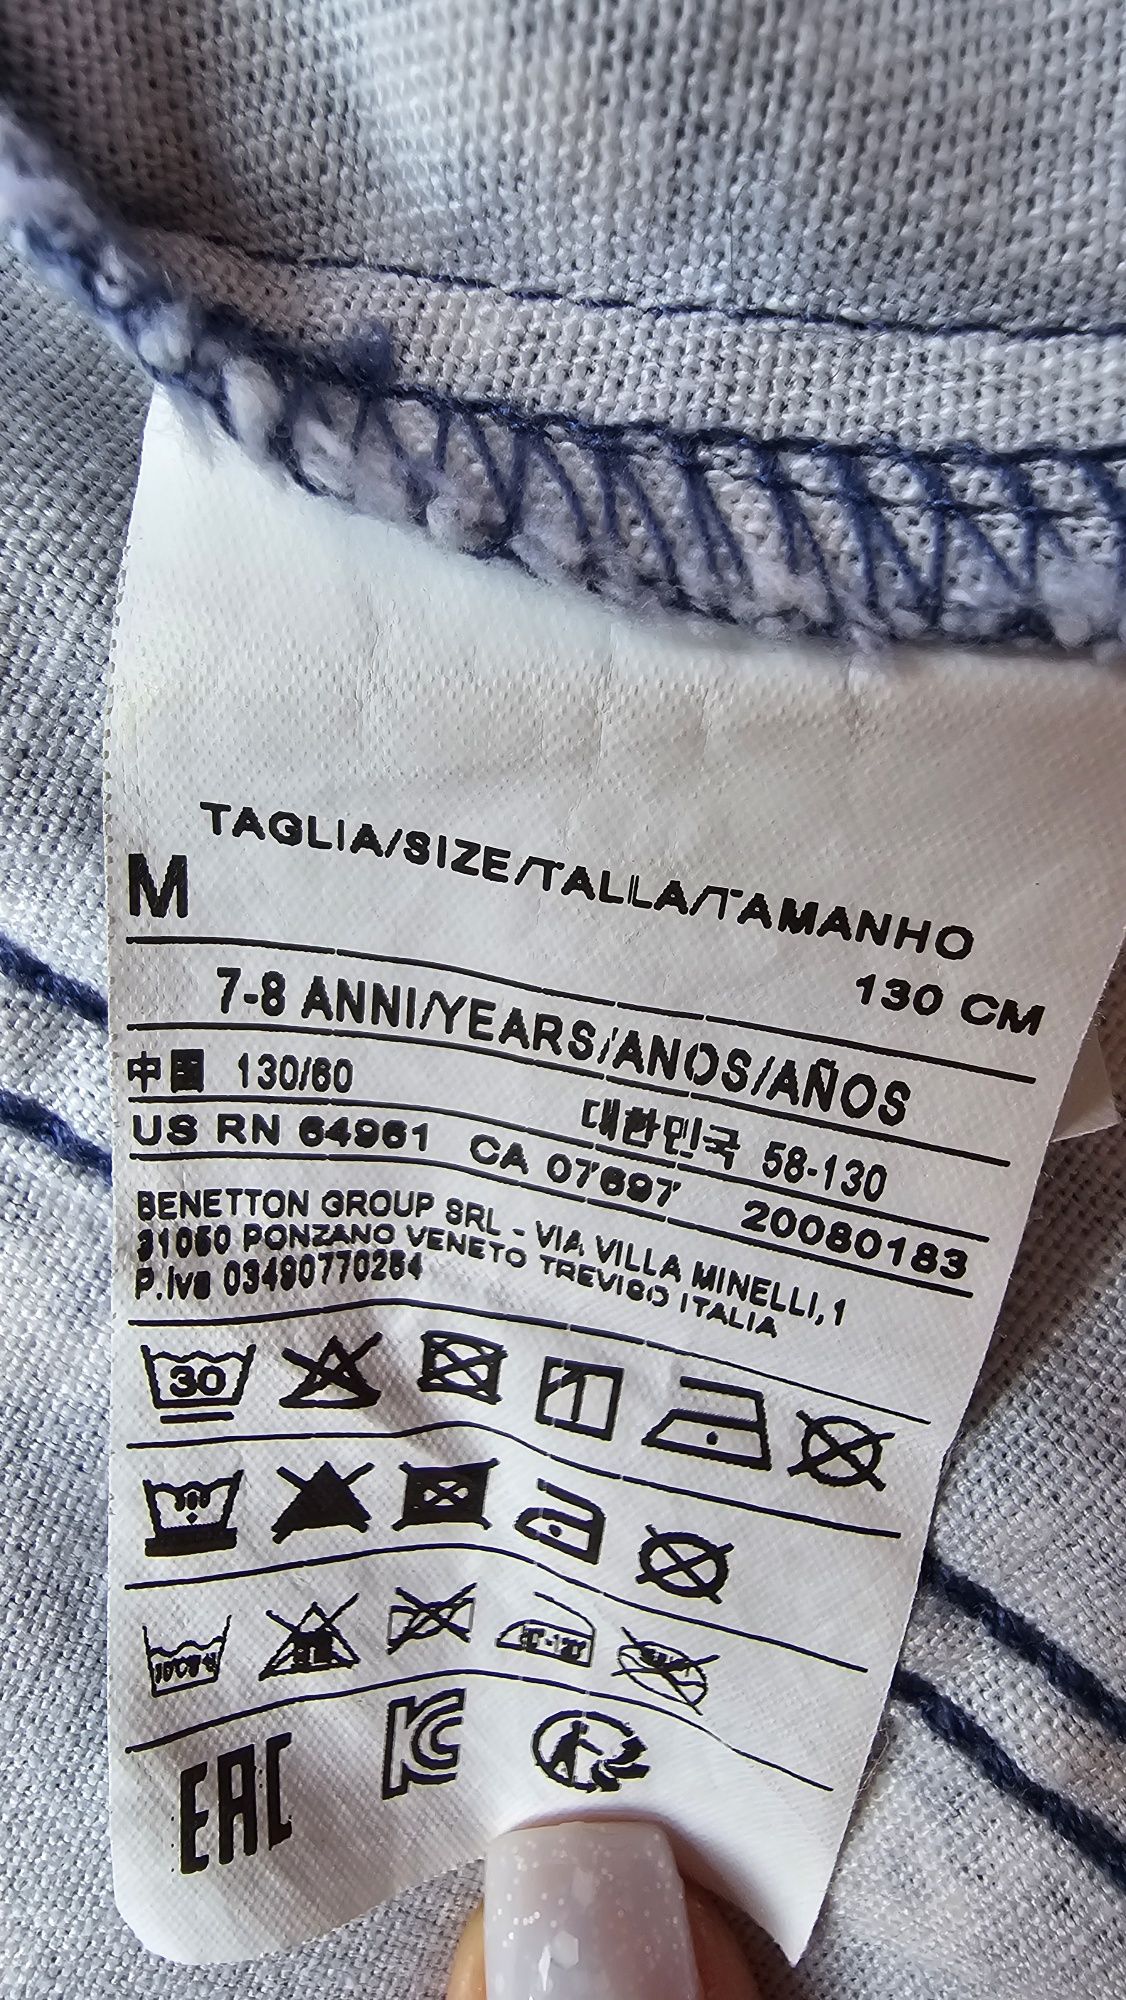 TAGLIA/SIZE/TALLA/TAMANHO
M 130 CM
7-8 ANNI/YEARS/ANOS/AÑOS
中國 130/60 대한민국 58-130
US RN 64961 CA 07697 20080183
BENETTON GROUP SRL - VIA VILLA MINELLI,1
31050 PONZANO VENETO TREVISO ITALIA
P.Iva 03490770264
30
EAC KC